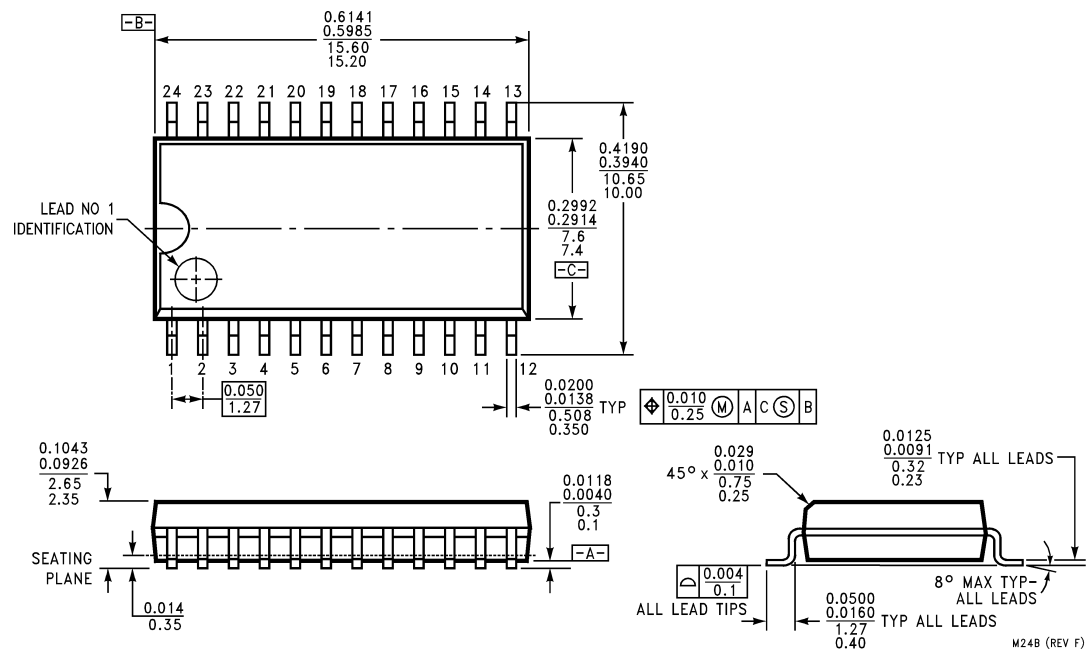 -B-
0.6141
0.5985
15.60
15.20
24 23 22 21 20 19 18 17 16 15 14 13
0.4190
0.3940
10.65
10.00
LEAD NO 1
IDENTIFICATION
0.2992
0.2914
7.6
7.4
-C-
1 2 3 4 5 6 7 8 9 10 11 12
0.050
1.27
0.0200
0.0138
0.508
0.350
TYP
0.010
0.25
M A C S B
0.1043
0.0926
2.65
2.35
0.0118
0.0040
0.3
0.1
-A-
SEATING
PLANE
0.014
0.35
45° x
0.029
0.010
0.75
0.25
0.0125
0.0091
0.32
0.23
TYP ALL LEADS
0.004
0.1
ALL LEAD TIPS
8° MAX TYP-
ALL LEADS
0.0500
0.0160
1.27
0.40
TYP ALL LEADS
M24B (REV F)